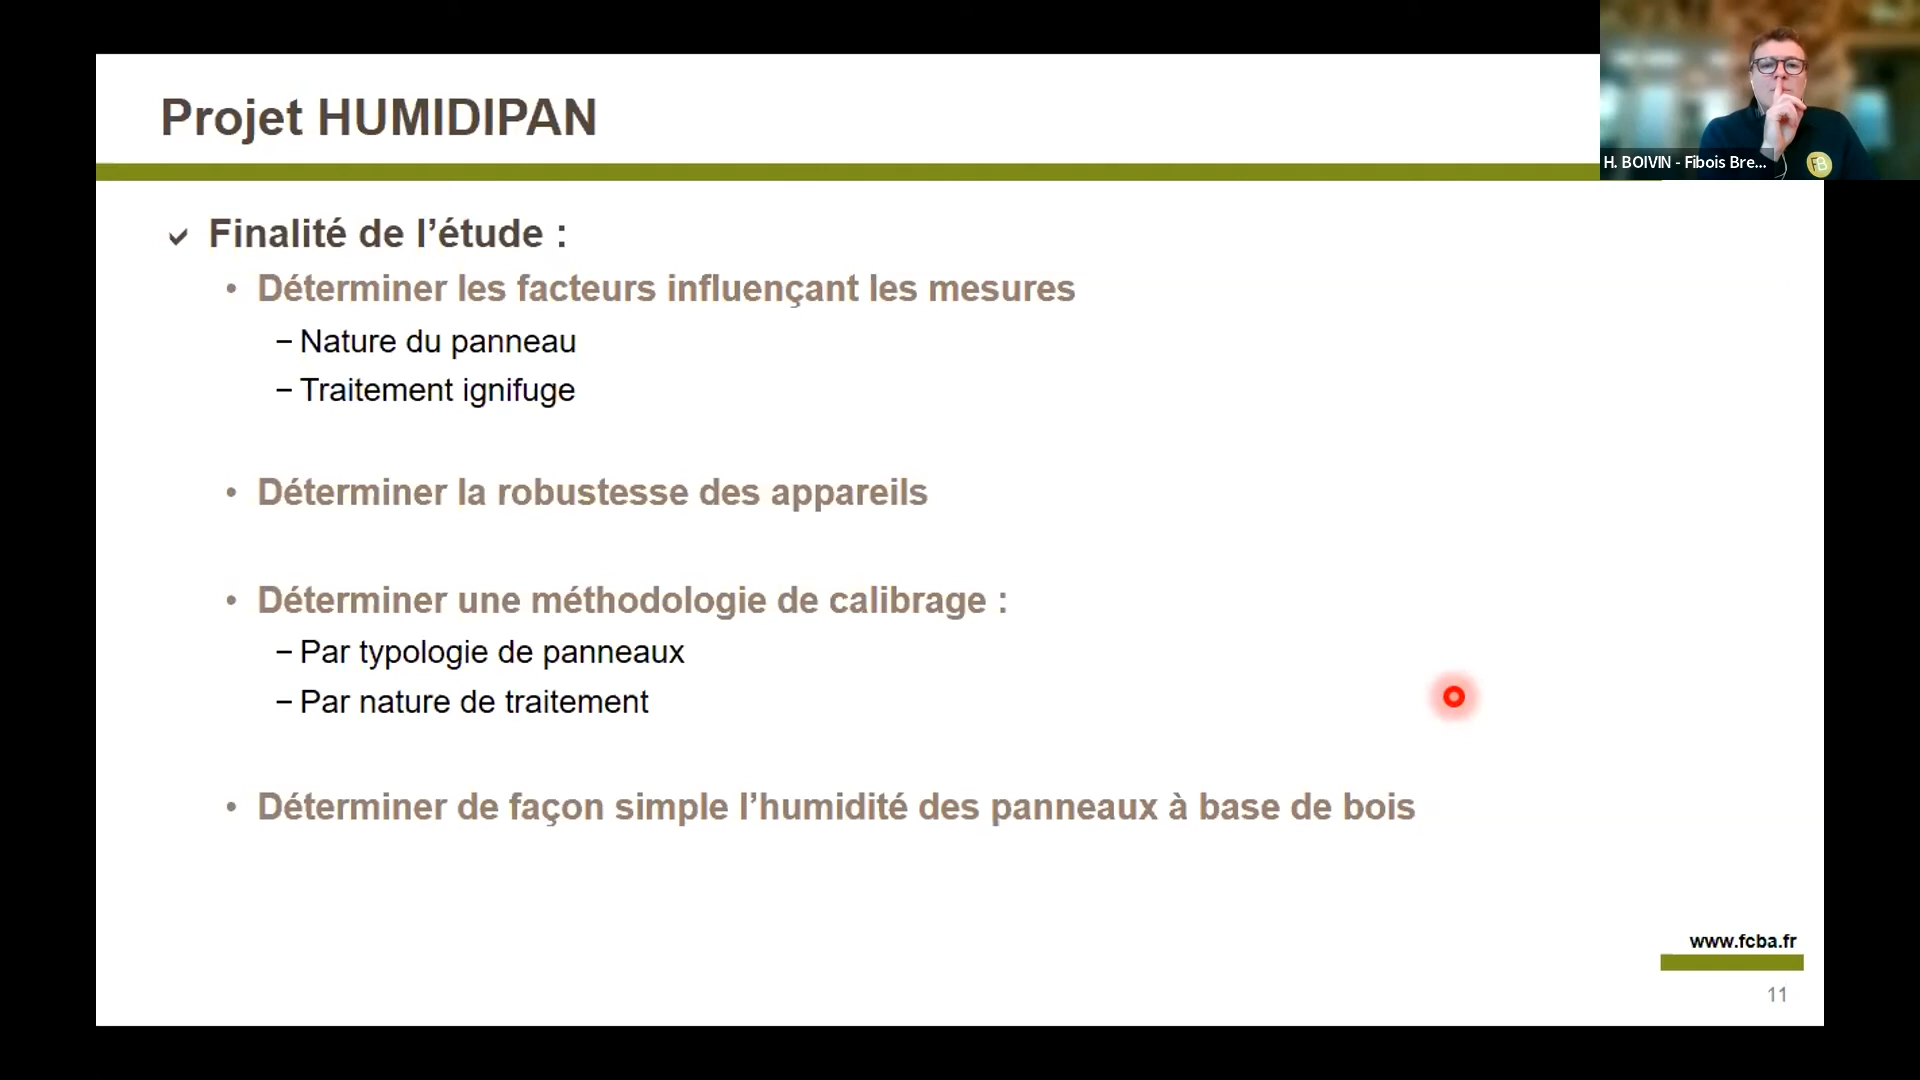 Projet HUMIDIPAN
H. BOIVIN - Fibois Bre...
FB
Finalité de l’étude :
• Déterminer les facteurs influençant les mesures
– Nature du panneau
– Traitement ignifuge
• Déterminer la robustesse des appareils
• Déterminer une méthodologie de calibrage :
– Par typologie de panneaux
– Par nature de traitement
• Déterminer de façon simple l’humidité des panneaux à base de bois
www.fcba.fr
11